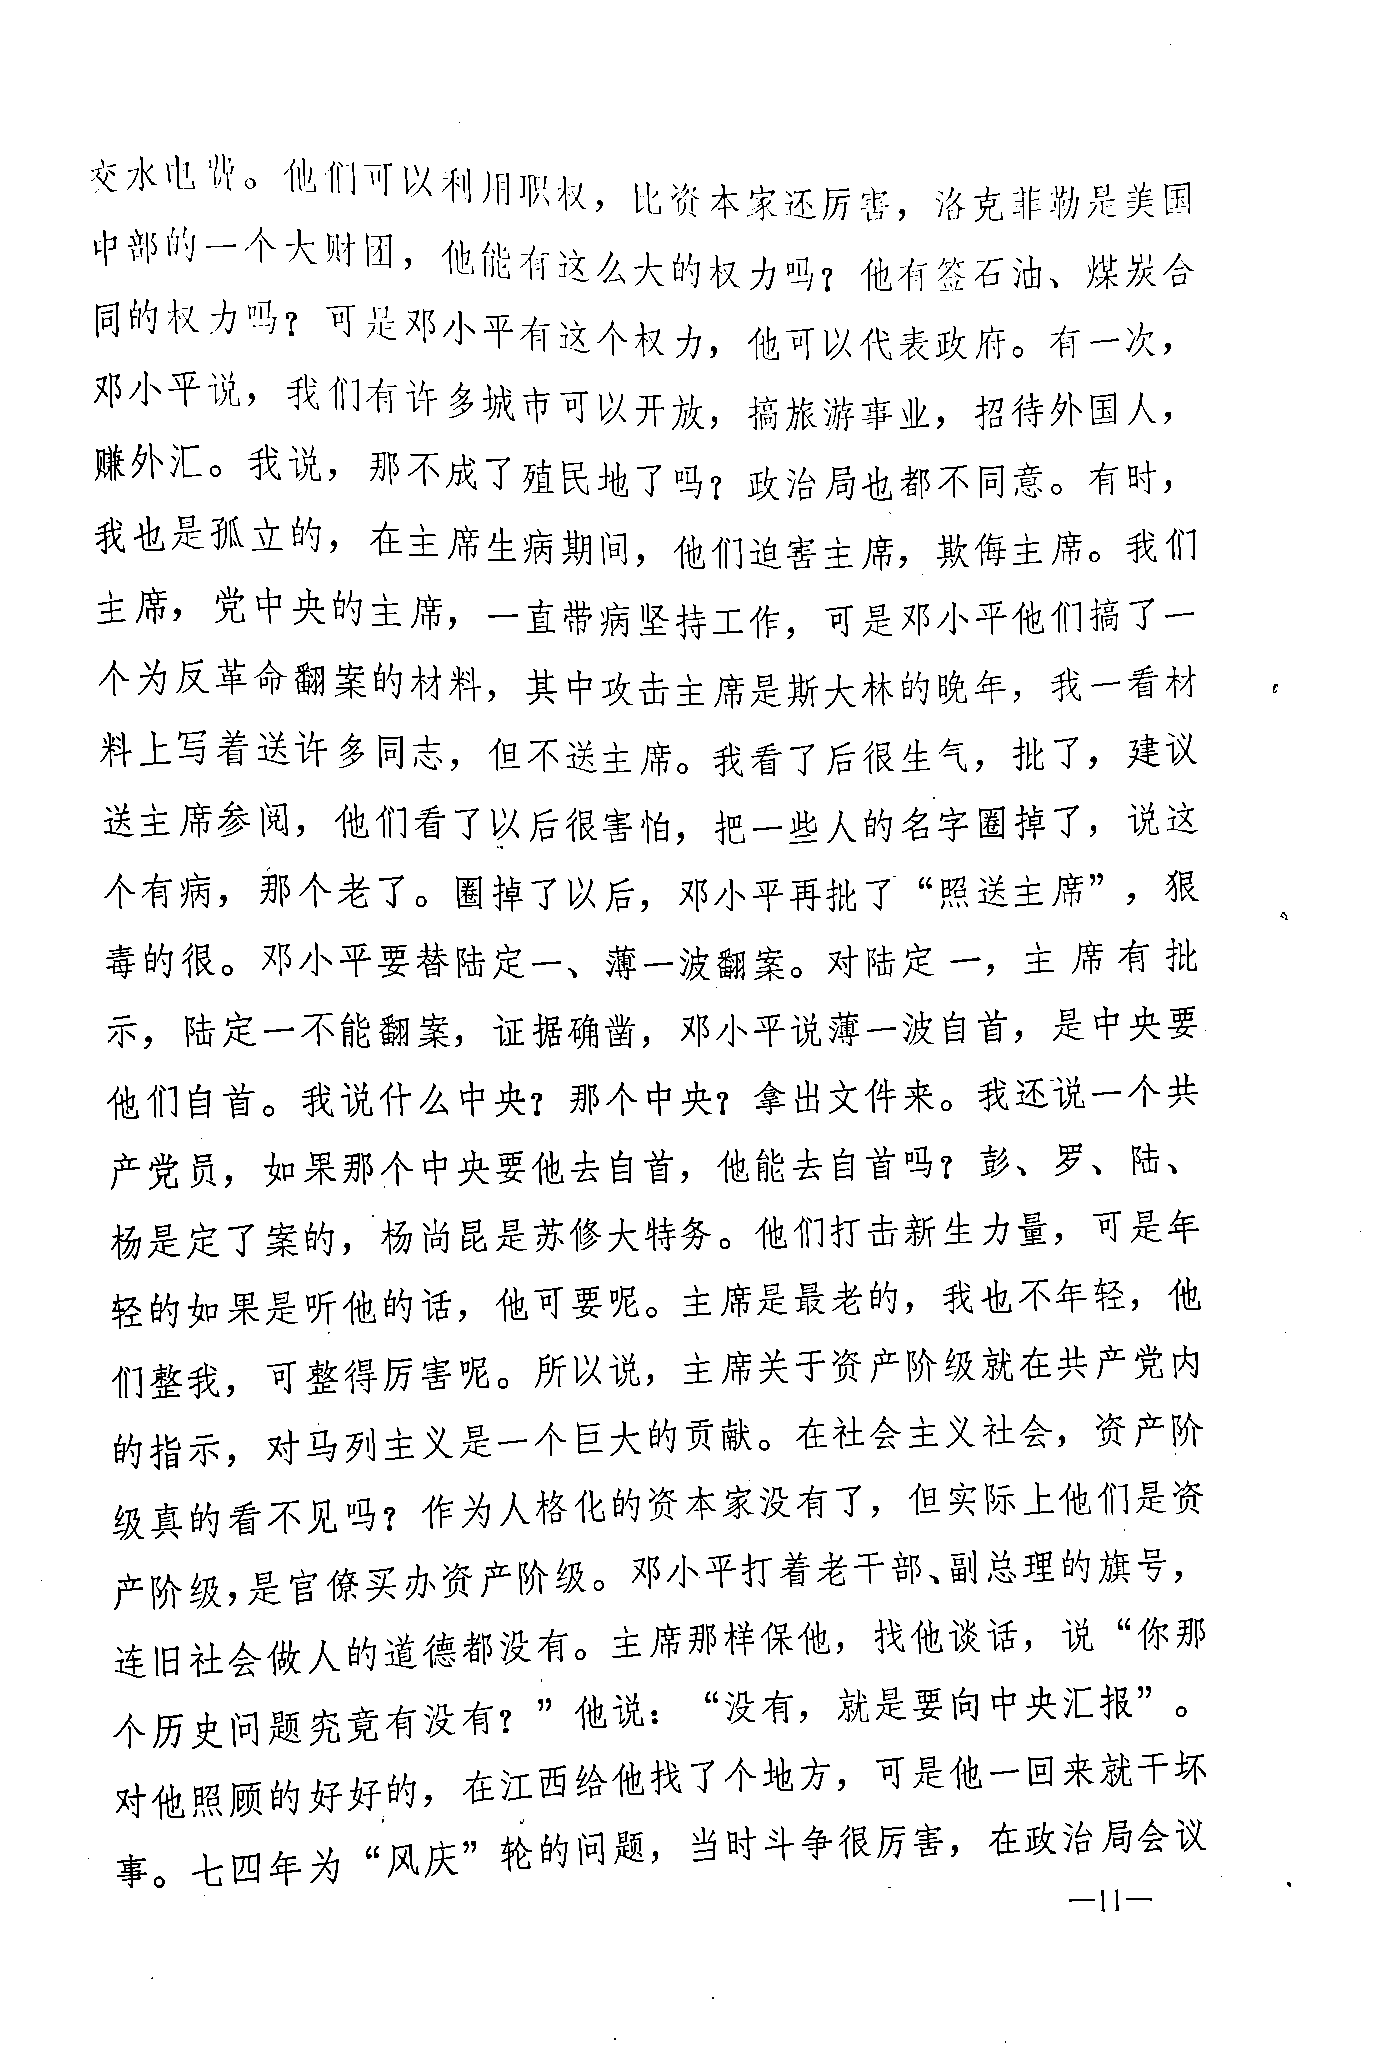 交水电费。他们可以利用职权，比资本家还厉害，洛克菲勒是美国
中部的一个大财团，他能有这么大的权力吗？他有签石油、煤炭合
同的权力吗？可是邓小平有这个权力，他可以代表政府。有一次，
邓小平说，我们有许多城市可以开放，搞旅游事业，招待外国人，
赚外汇。我说，那不成了殖民地了吗？政治局也都不同意。有时，
我也是孤立的，在主席生病期间，他们迫害主席，欺侮主席。我们
主席，党中央的主席，一直带病坚持工作，可是邓小平他们搞了一
个为反革命翻案的材料，其中攻击主席是斯大林的晚年，我一看材
料上写着送许多同志，但不送主席。我看了后很生气，批了，建议
送主席参阅，他们看了以后很害怕，把一些人的名字圈掉了，说这
个有病，那个老了。圈掉了以后，邓小平再批了“照送主席”，狠
毒的很。邓小平要替陆定一、薄一波翻案。对陆定一，主席有批
示，陆定一不能翻案，证据确凿，邓小平说薄一波自首，是中央要
他们自首。我说什么中央？那个中央？拿出文件来。我还说一个共
产党员，如果那个中央要他去自首，他能去自首吗？彭、罗、陆、
杨是定了案的，杨尚昆是苏修大特务。他们打击新生力量，可是年
轻的如果是听他的话，他可要呢。主席是最老的，我也不年轻，他
们整我，可整得厉害呢。所以说，主席关于资产阶级就在共产党内
的指示，对马列主义是一个巨大的贡献。在社会主义社会，资产阶
级真的看不见吗？作为人格化的资本家没有了，但实际上他们是资
产阶级，是官僚买办资产阶级。邓小平打着老干部、副总理的旗号，
连旧社会做人的道德都没有。主席那样保他，找他谈话，说“你那
个历史问题究竟有没有？”他说：“没有，就是要向中央汇报”。
对他照顾的好好的，在江西给他找了个地方，可是他一回来就干坏
事。七四年为“风庆”轮的问题，当时斗争很厉害，在政治局会议
—11—